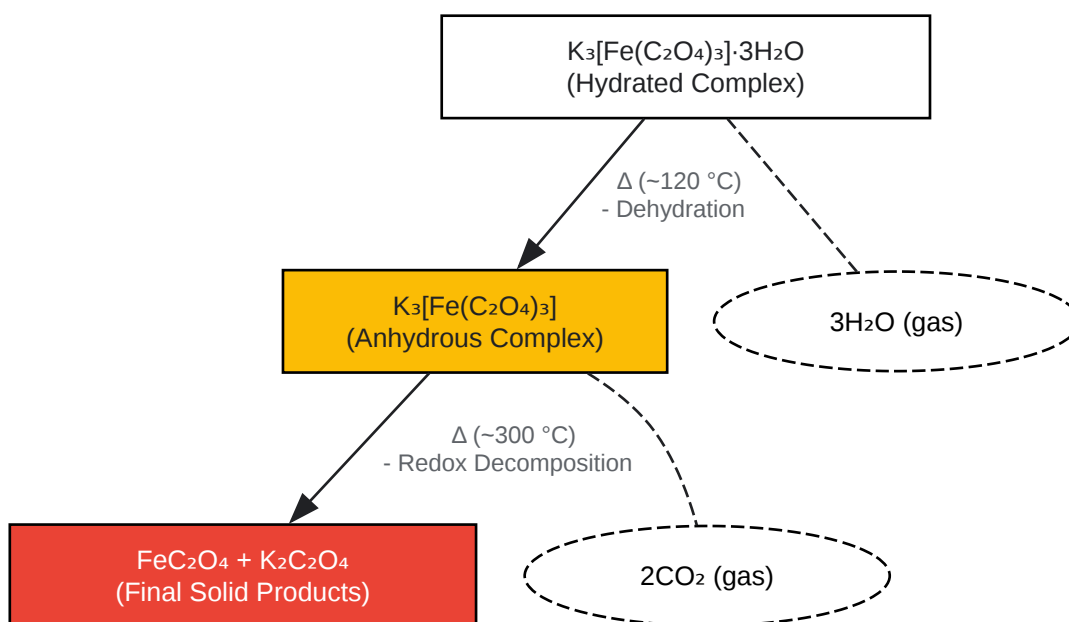 K₃[Fe(C₂O₄)₃]·3H₂O
(Hydrated Complex)
Δ (~120 °C)
- Dehydration
K₃[Fe(C₂O₄)₃]
(Anhydrous Complex)
3H₂O (gas)
Δ (~300 °C)
- Redox Decomposition
FeC₂O₄ + K₂C₂O₄
(Final Solid Products)
2CO₂ (gas)